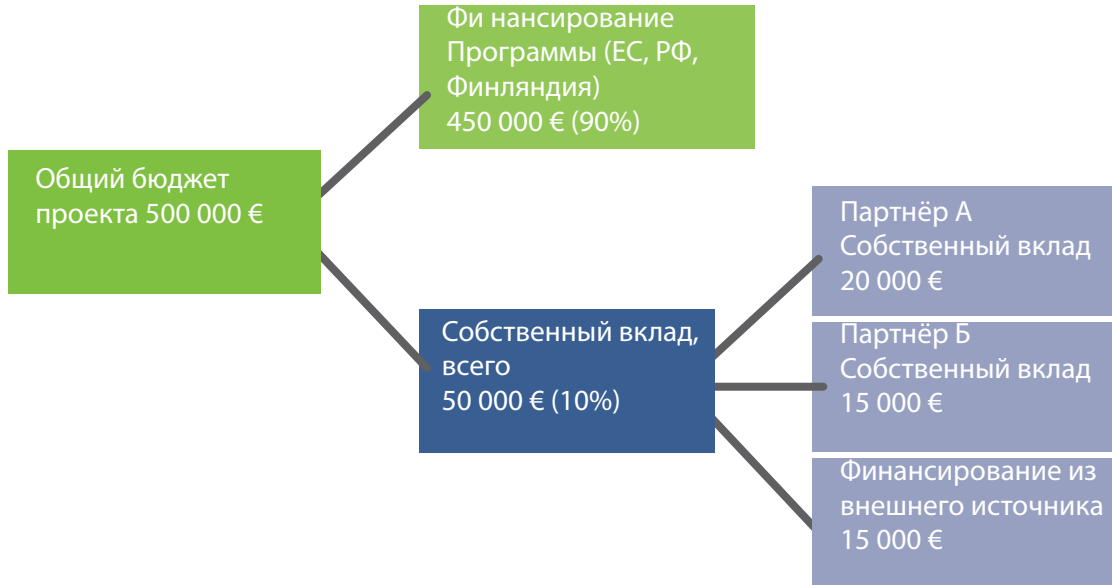 Фи нансирование
Программы (ЕС, РФ,
Финляндия)
450 000 € (90%)
Общий бюджет
проекта 500 000 €
Собственный вклад,
всего
50 000 € (10%)
Партнёр А
Собственный вклад
20 000 €
Партнёр Б
Собственный вклад
15 000 €
Финансирование из
внешнего источника
15 000 €